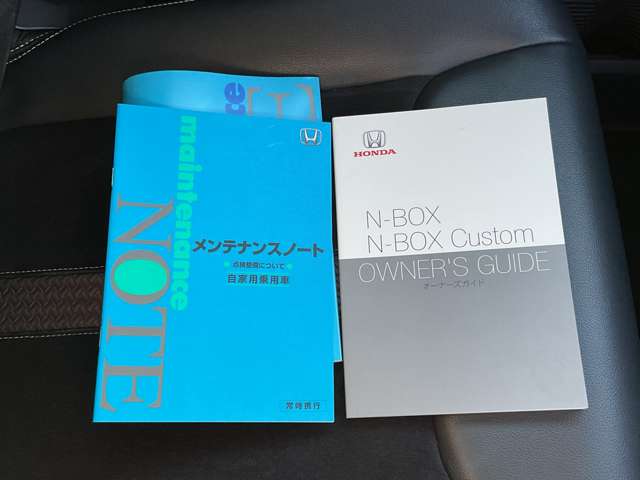 maintenance
NOTE
メンテナンスノート
点検整備について
自家用乗用車
常時携行
HONDA
N-BOX
N-BOX Custom
OWNER'S GUIDE
オーナーズガイド